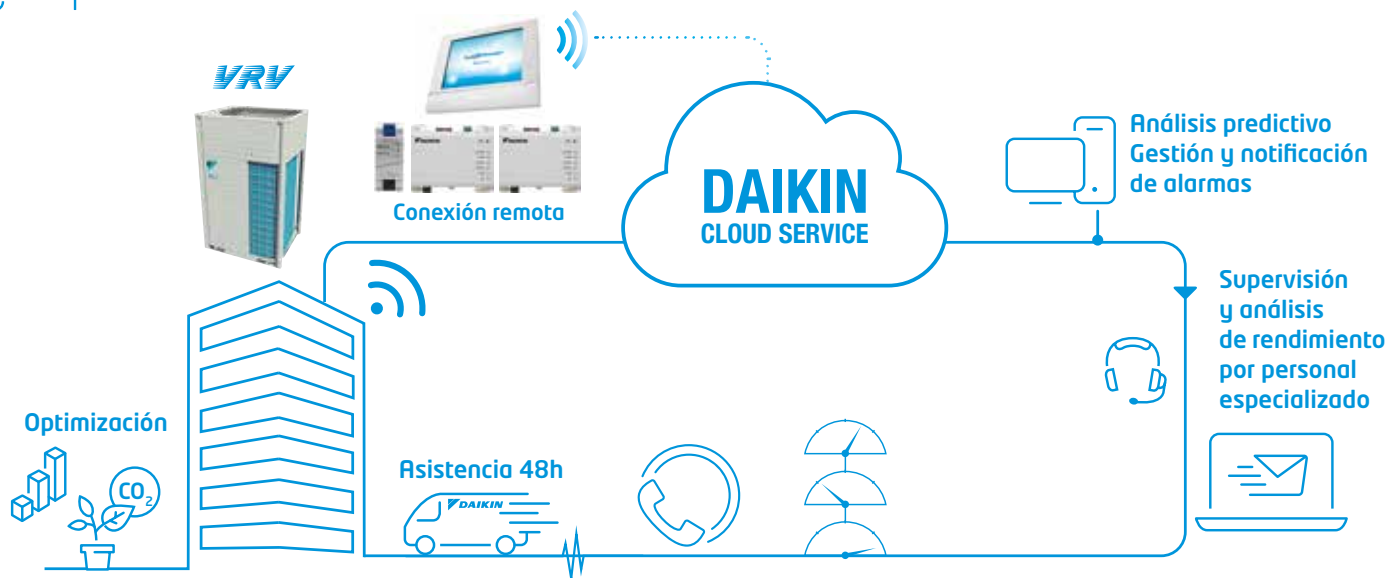 VRV
Conexión remota
DAIKIN
CLOUD SERVICE
Análisis predictivo
Gestión y notificación
de alarmas
Supervisión
y análisis
de rendimiento
por personal
especializado
Optimización
CO₂
Asistencia 48h
DAIKIN